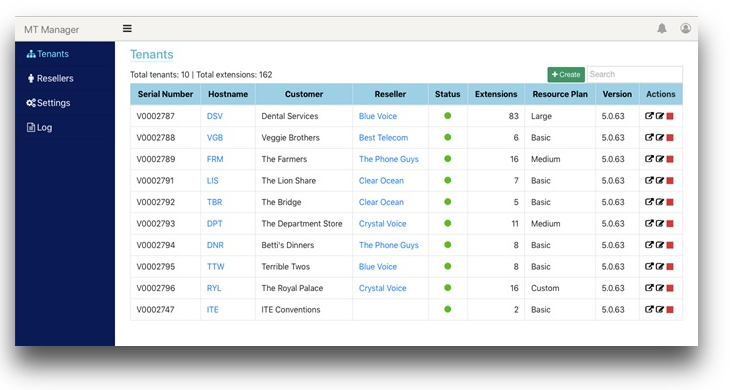 MT Manager
Tenants
Resellers
Settings
Log
Tenants
Total tenants: 10 | Total extensions: 162
Create
Search
Serial Number Hostname Customer Reseller Status Extensions Resource Plan Version Actions
V0002787 DSV Dental Services Blue Voice 83 Large 5.0.63
V0002788 VGB Veggie Brothers Best Telecom 6 Basic 5.0.63
V0002789 FRM The Farmers The Phone Guys 16 Medium 5.0.63
V0002791 LIS The Lion Share Clear Ocean 7 Basic 5.0.63
V0002792 TBR The Bridge Clear Ocean 5 Basic 5.0.63
V0002793 DPT The Department Store Crystal Voice 11 Medium 5.0.63
V0002794 DNR Betti's Dinners The Phone Guys 8 Basic 5.0.63
V0002795 TTW Terrible Twos Blue Voice 8 Basic 5.0.63
V0002796 RYL The Royal Palace Crystal Voice 16 Custom 5.0.63
V0002747 ITE ITE Conventions 2 Basic 5.0.63